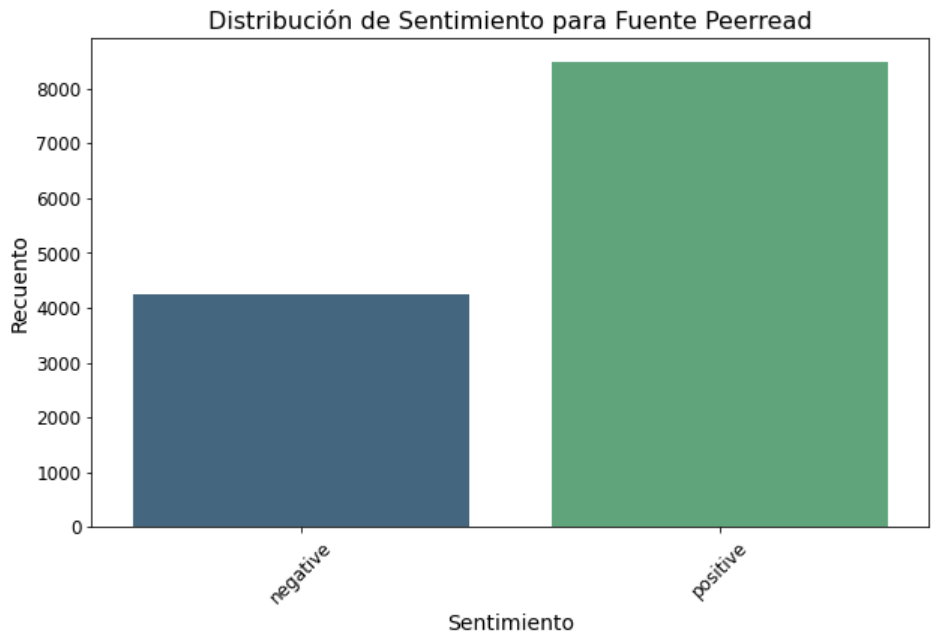 Distribución de Sentimiento para Fuente Peerread
8000
7000
6000
5000
4000
3000
2000
1000
0
Recuento
negative
positive
Sentimiento